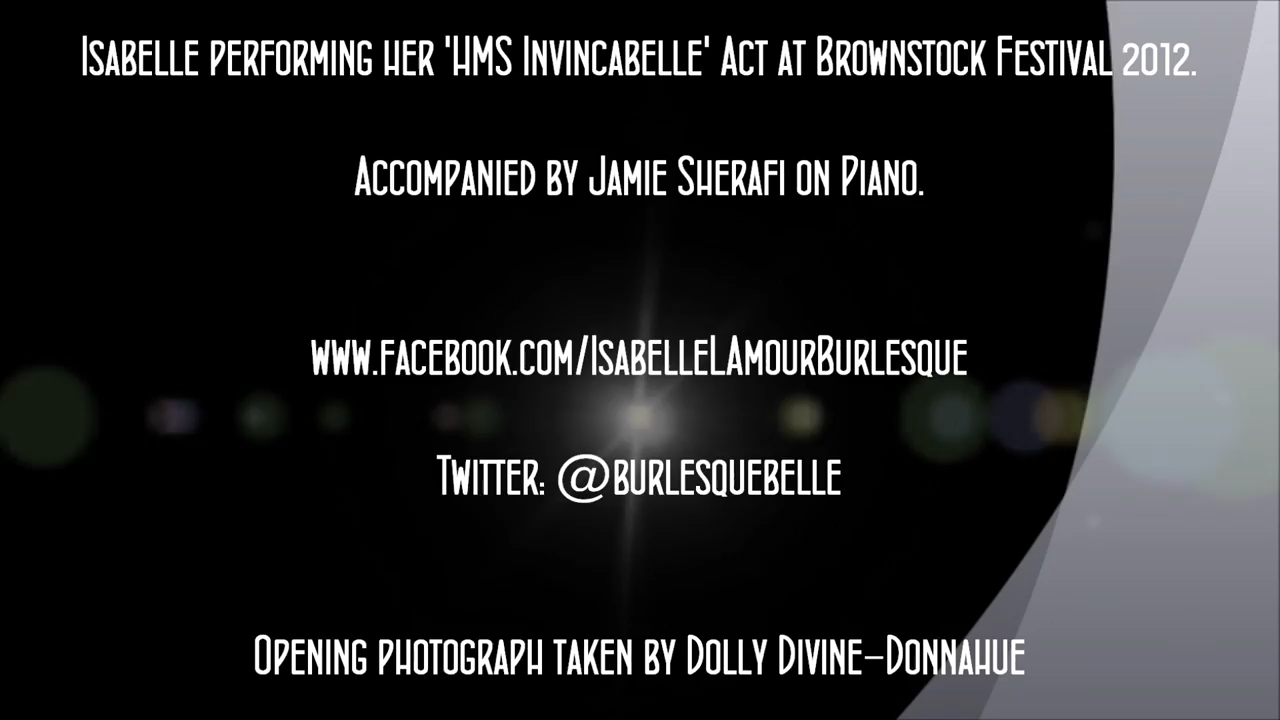 Isabelle performing her 'HMS Invincabelle' Act at Brownstock Festival 2012.
Accompanied by Jamie Sherafi on Piano.
www.facebook.com/IsabelleLAmourBurlesque
Twitter: @burlesquebelle
Opening photograph taken by Dolly Divine-Donnahue